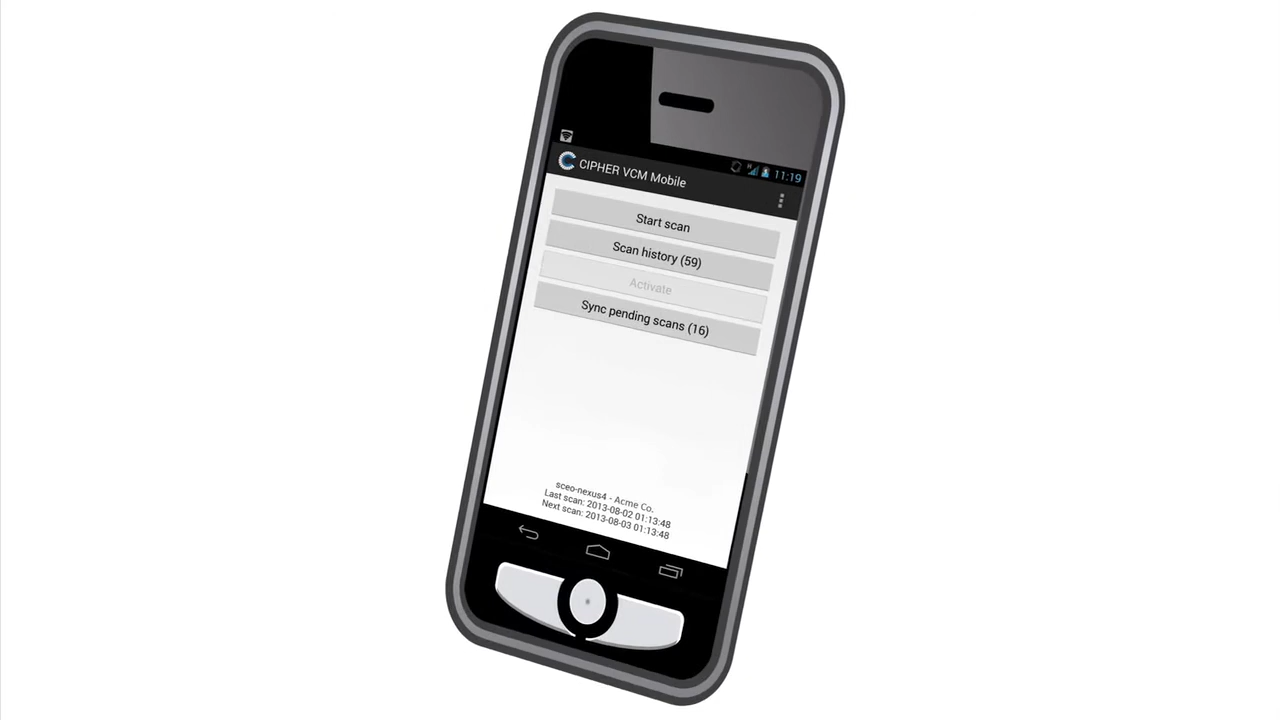 H 11:19
CIPHER VCM Mobile
Start scan
Scan history (59)
Activate
Sync pending scans (16)
sceo-nexus4 - Acme Co.
Last scan: 2013-08-02 01:13:48
Next scan: 2013-08-03 01:13:48